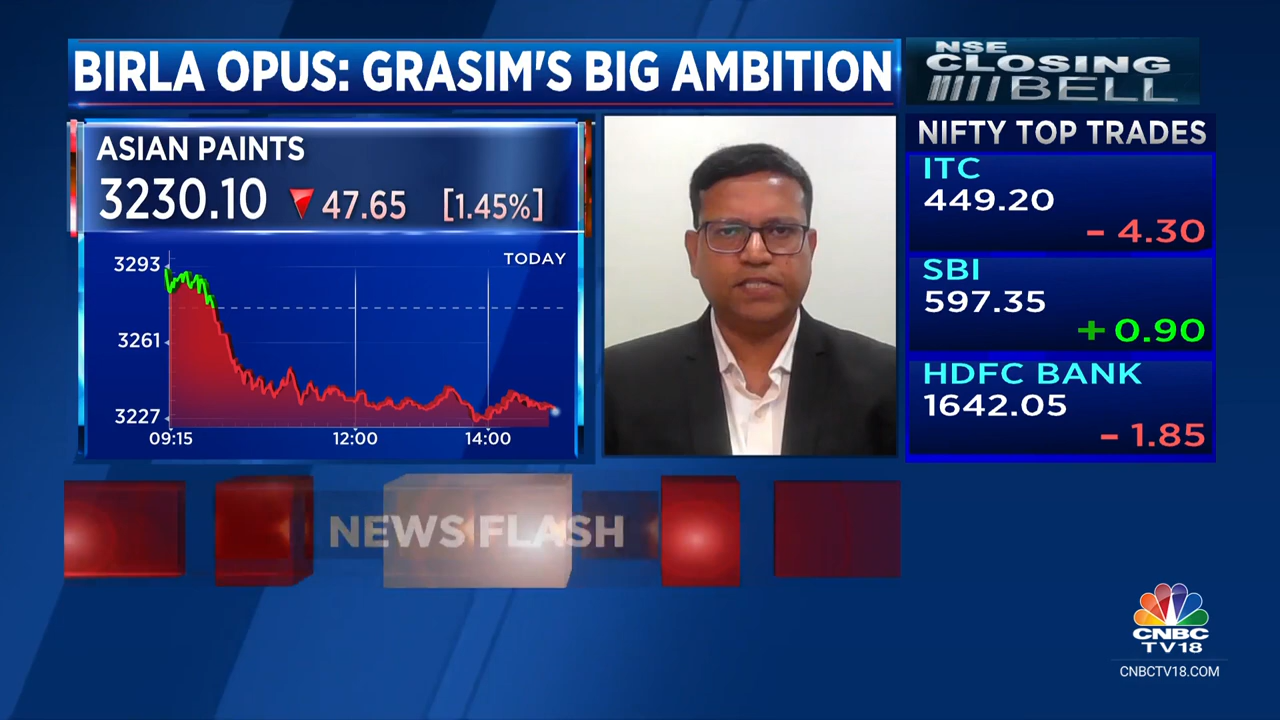 BIRLA OPUS: GRASIM'S BIG AMBITION
NSE
CLOSING
BELL
ASIAN PAINTS
3230.10 ▼ 47.65 [1.45%]
TODAY
3293
3261
3227
09:15 12:00 14:00
NIFTY TOP TRADES
ITC
449.20
- 4.30
SBI
597.35
+ 0.90
HDFC BANK
1642.05
- 1.85
NEWS FLASH
CNBC
TV18
CNBCTV18.COM